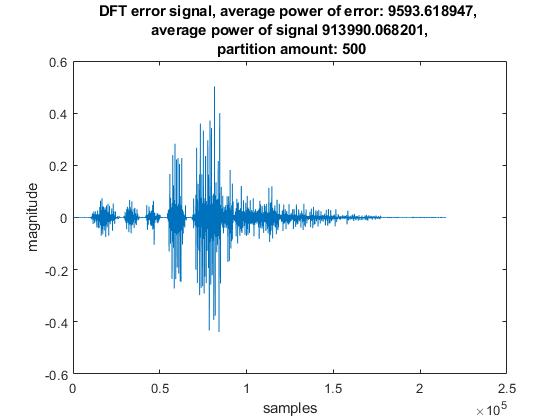 DFT error signal, average power of error: 9593.618947,
average power of signal 913990.068201,
partition amount: 500
0.6
0.4
0.2
0
-0.2
-0.4
-0.6
magnitude
0 0.5 1 1.5 2 2.5
samples
×10^5